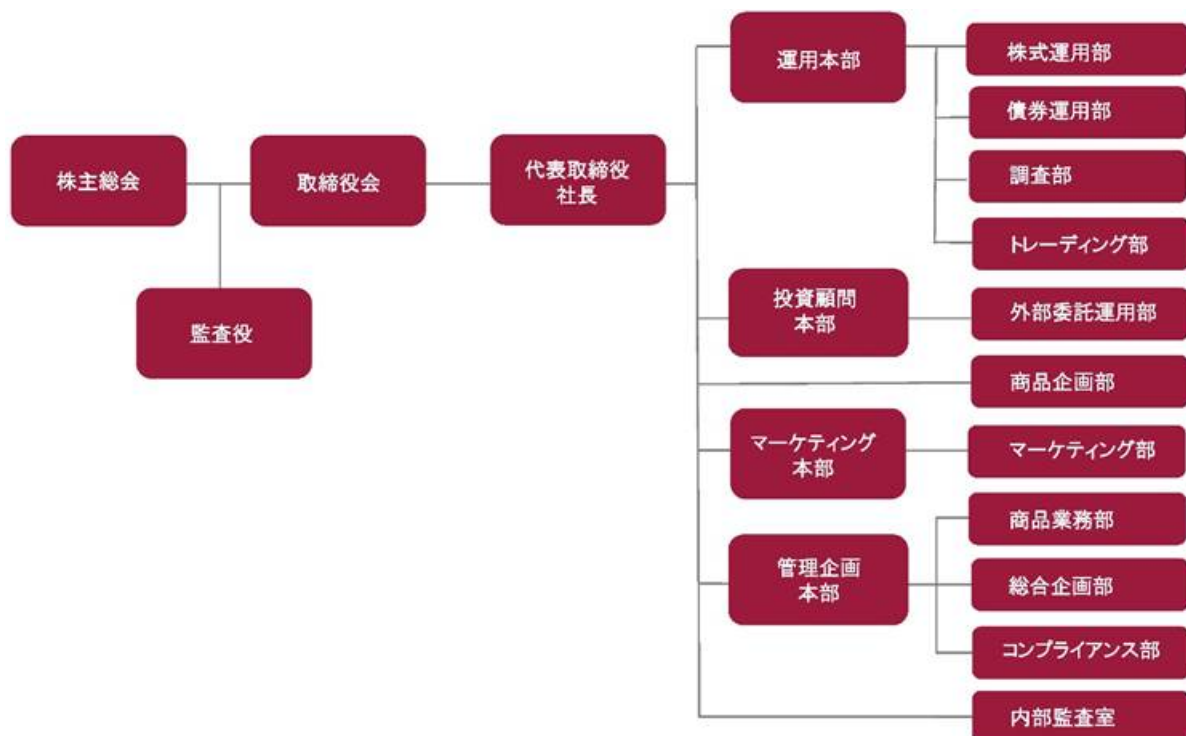 株主総会
取締役会
監査役
代表取締役
社長
運用本部
株式運用部
債券運用部
調査部
トレーディング部
投資顧問
本部
外部委託運用部
商品企画部
マーケティング
本部
マーケティング部
管理企画
本部
商品業務部
総合企画部
コンプライアンス部
内部監査室